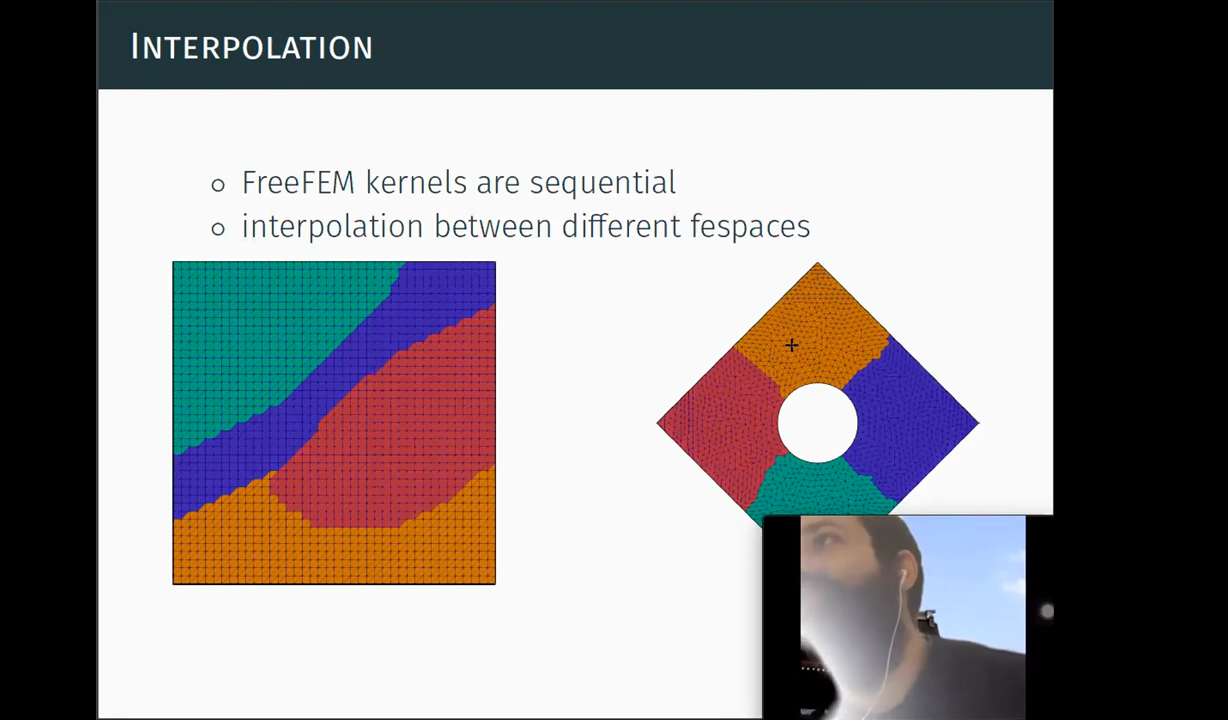 INTERPOLATION
FreeFEM kernels are sequential
interpolation between different fespaces